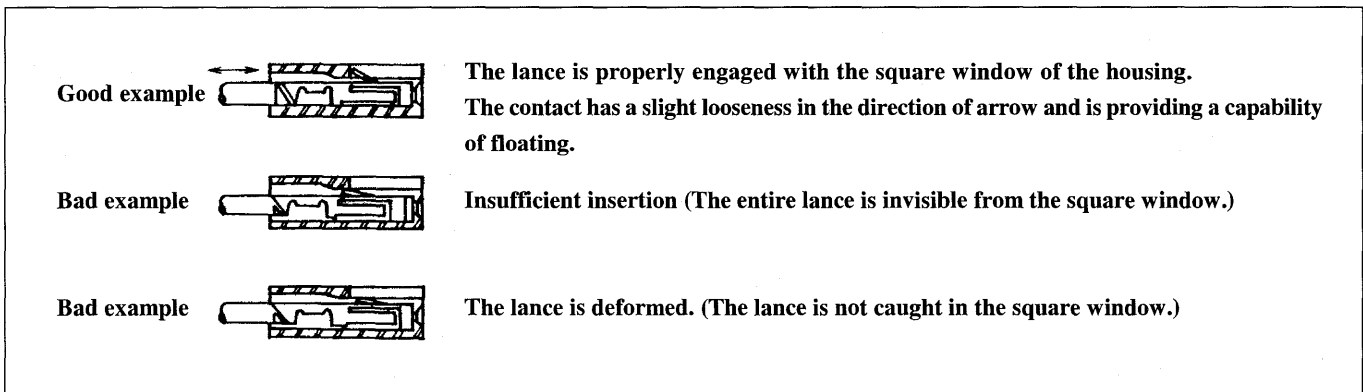 Good example
The lance is properly engaged with the square window of the housing.
The contact has a slight looseness in the direction of arrow and is providing a capability
of floating.
Bad example
Insufficient insertion (The entire lance is invisible from the square window.)
Bad example
The lance is deformed. (The lance is not caught in the square window.)